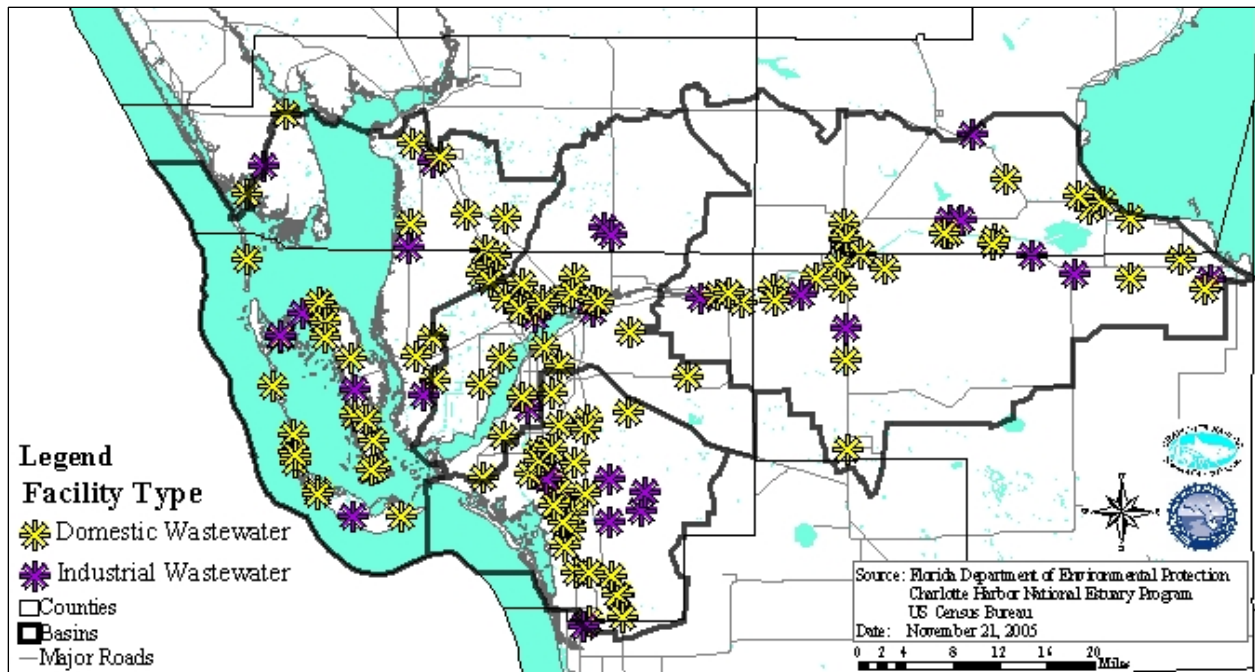 Legend
Facility Type
Domestic Wastewater
Industrial Wastewater
Counties
Basins
Major Roads
Source: Florida Department of Environmental Protection
Charlotte Harbor National Estuary Program
US Census Bureau
Date: November 21, 2005
0 2 4 8 12 16 20
Miles